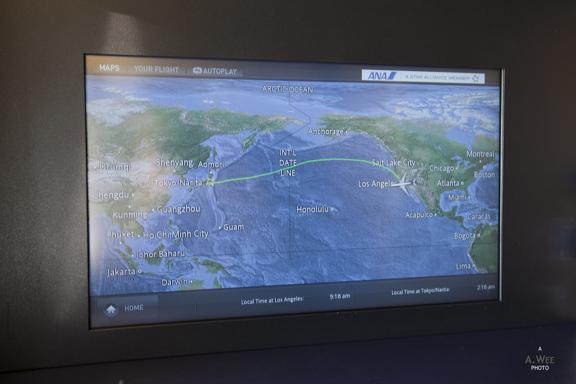 MAPS YOUR FLIGHT AUTOPLAY...
ANA A STAR ALLIANCE MEMBER
ARCTIC OCEAN
Anchorage
INT'L
DATE
LINE
Urumqi
Shenyang
Aomori
Salt Lake City
Chicago
Montreal
Boston
Tokyo/Narita
Los Angel
Atlanta
Chengdu
Miami
Kunming
Guangzhou
Honolulu
Acapulco
Caracas
Phuket
Ho Chi Minh City
Guam
Bogota
Johor Baharu
Jakarta
Darwin
Lima
HOME
Local Time at Los Angeles: 9:18 am
Local Time at Tokyo/Narita: 2:18 am
A
A. WEE
PHOTO